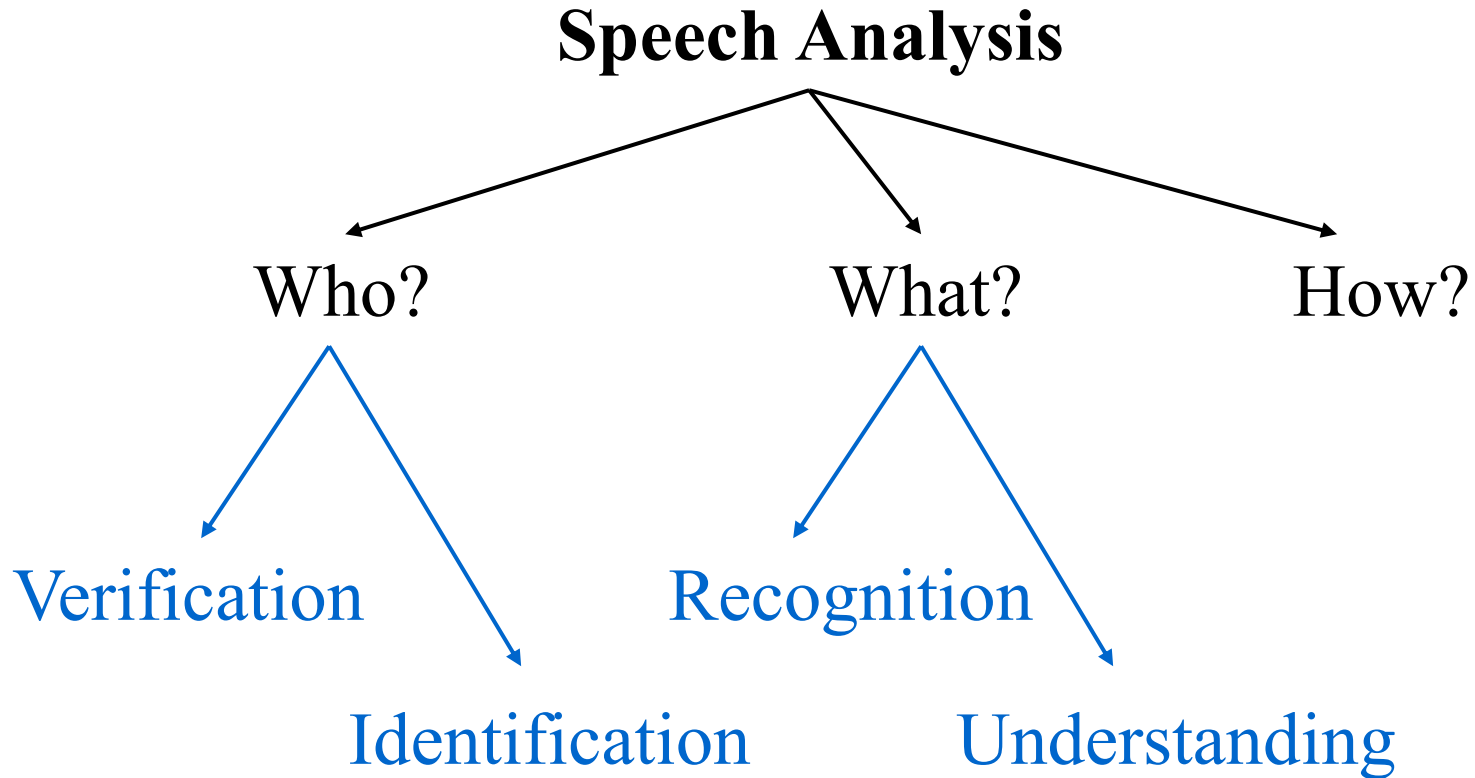 Speech Analysis
Who?
What?
How?
Verification
Recognition
Identification
Understanding